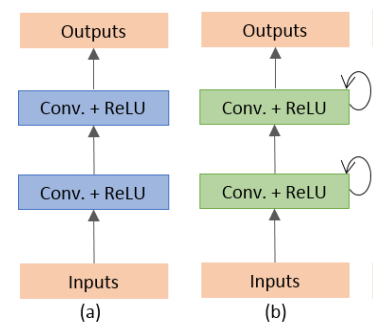 Outputs
Conv. + ReLU
Conv. + ReLU
Inputs
(a)
Outputs
Conv. + ReLU
Conv. + ReLU
Inputs
(b)